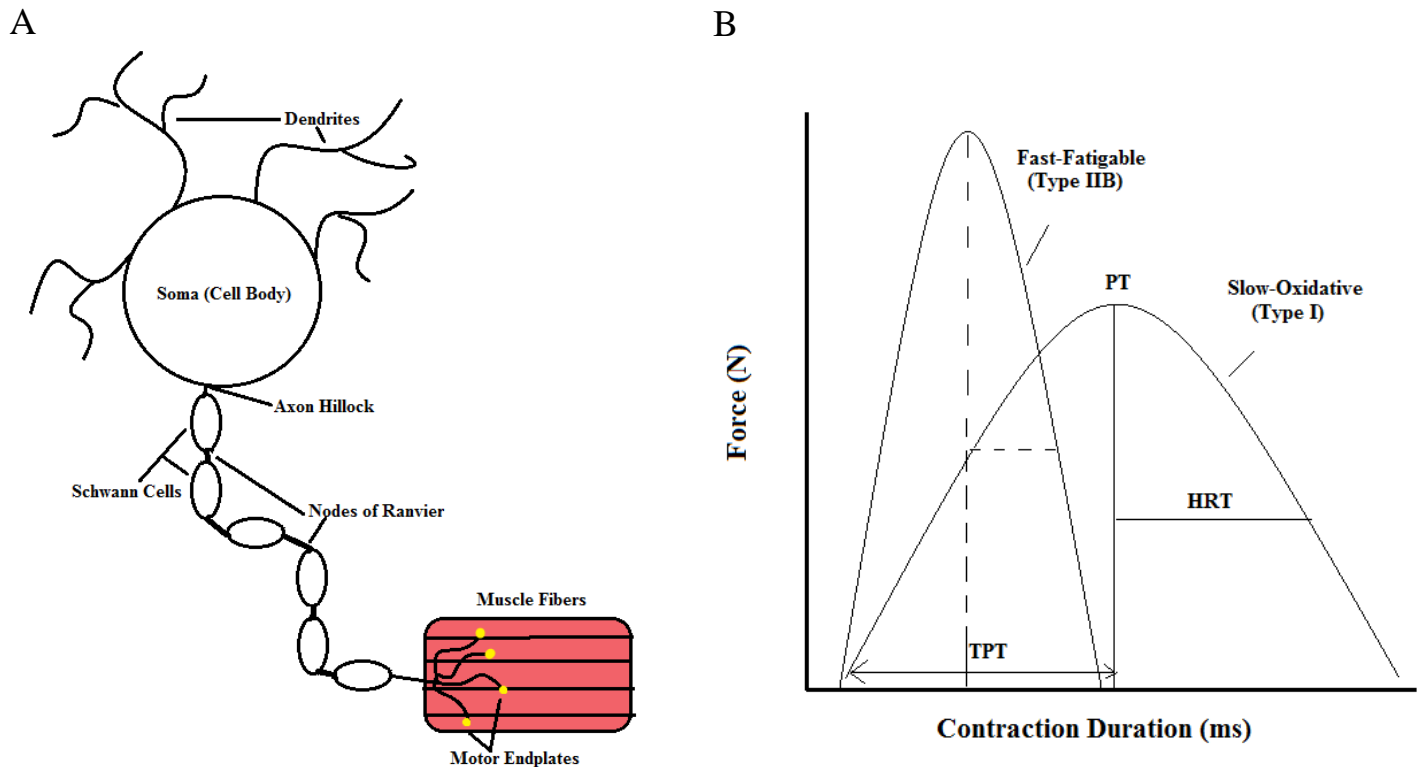 A
Dendrites
Soma (Cell Body)
Axon Hillock
Schwann Cells
Nodes of Ranvier
Muscle Fibers
Motor Endplates
B
Fast-Fatigable
(Type IIB)
PT
Slow-Oxidative
(Type I)
Force (N)
HRT
TPT
Contraction Duration (ms)